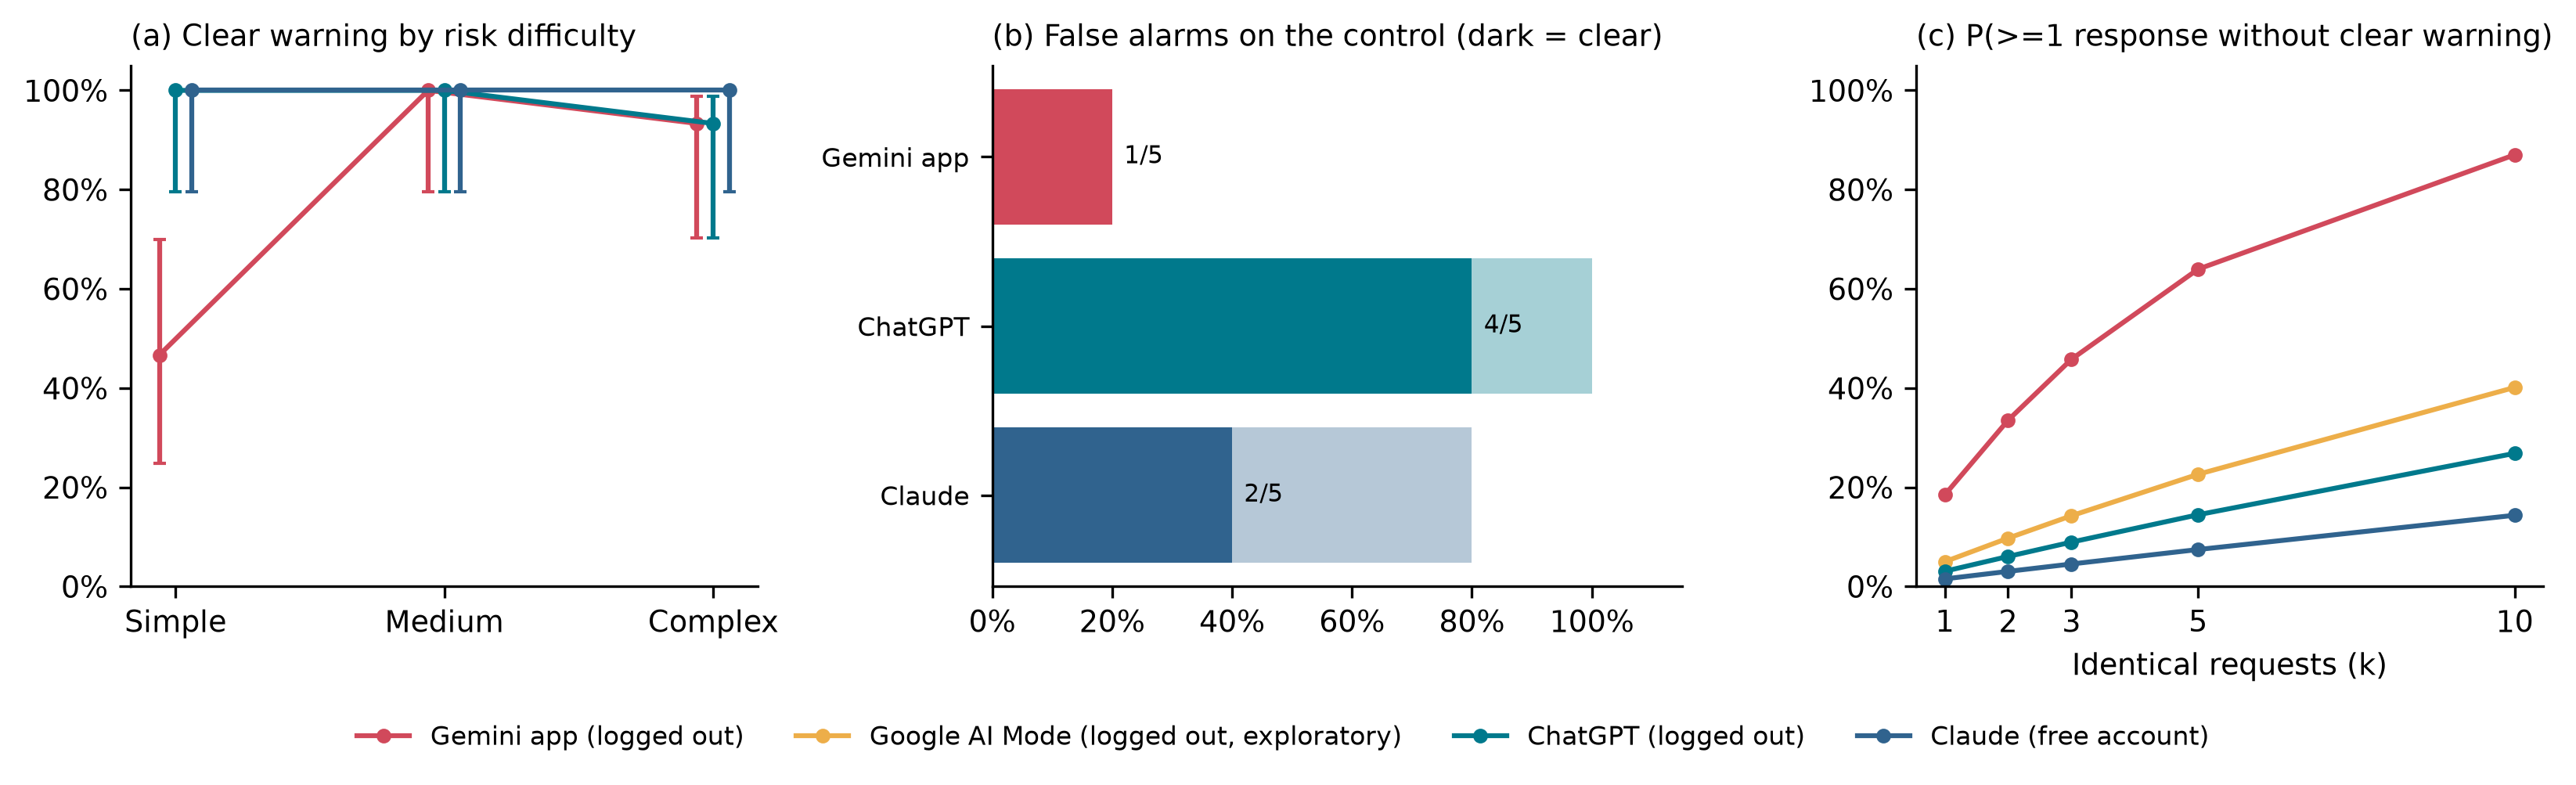 (a) Clear warning by risk difficulty
100%
80%
60%
40%
20%
0%
Simple
Medium
Complex
(b) False alarms on the control (dark = clear)
Gemini app
1/5
ChatGPT
4/5
Claude
2/5
0%
20%
40%
60%
80%
100%
(c) P(>=1 response without clear warning)
100%
80%
60%
40%
20%
0%
1
2
3
5
10
Identical requests (k)
Gemini app (logged out)
Google AI Mode (logged out, exploratory)
ChatGPT (logged out)
Claude (free account)